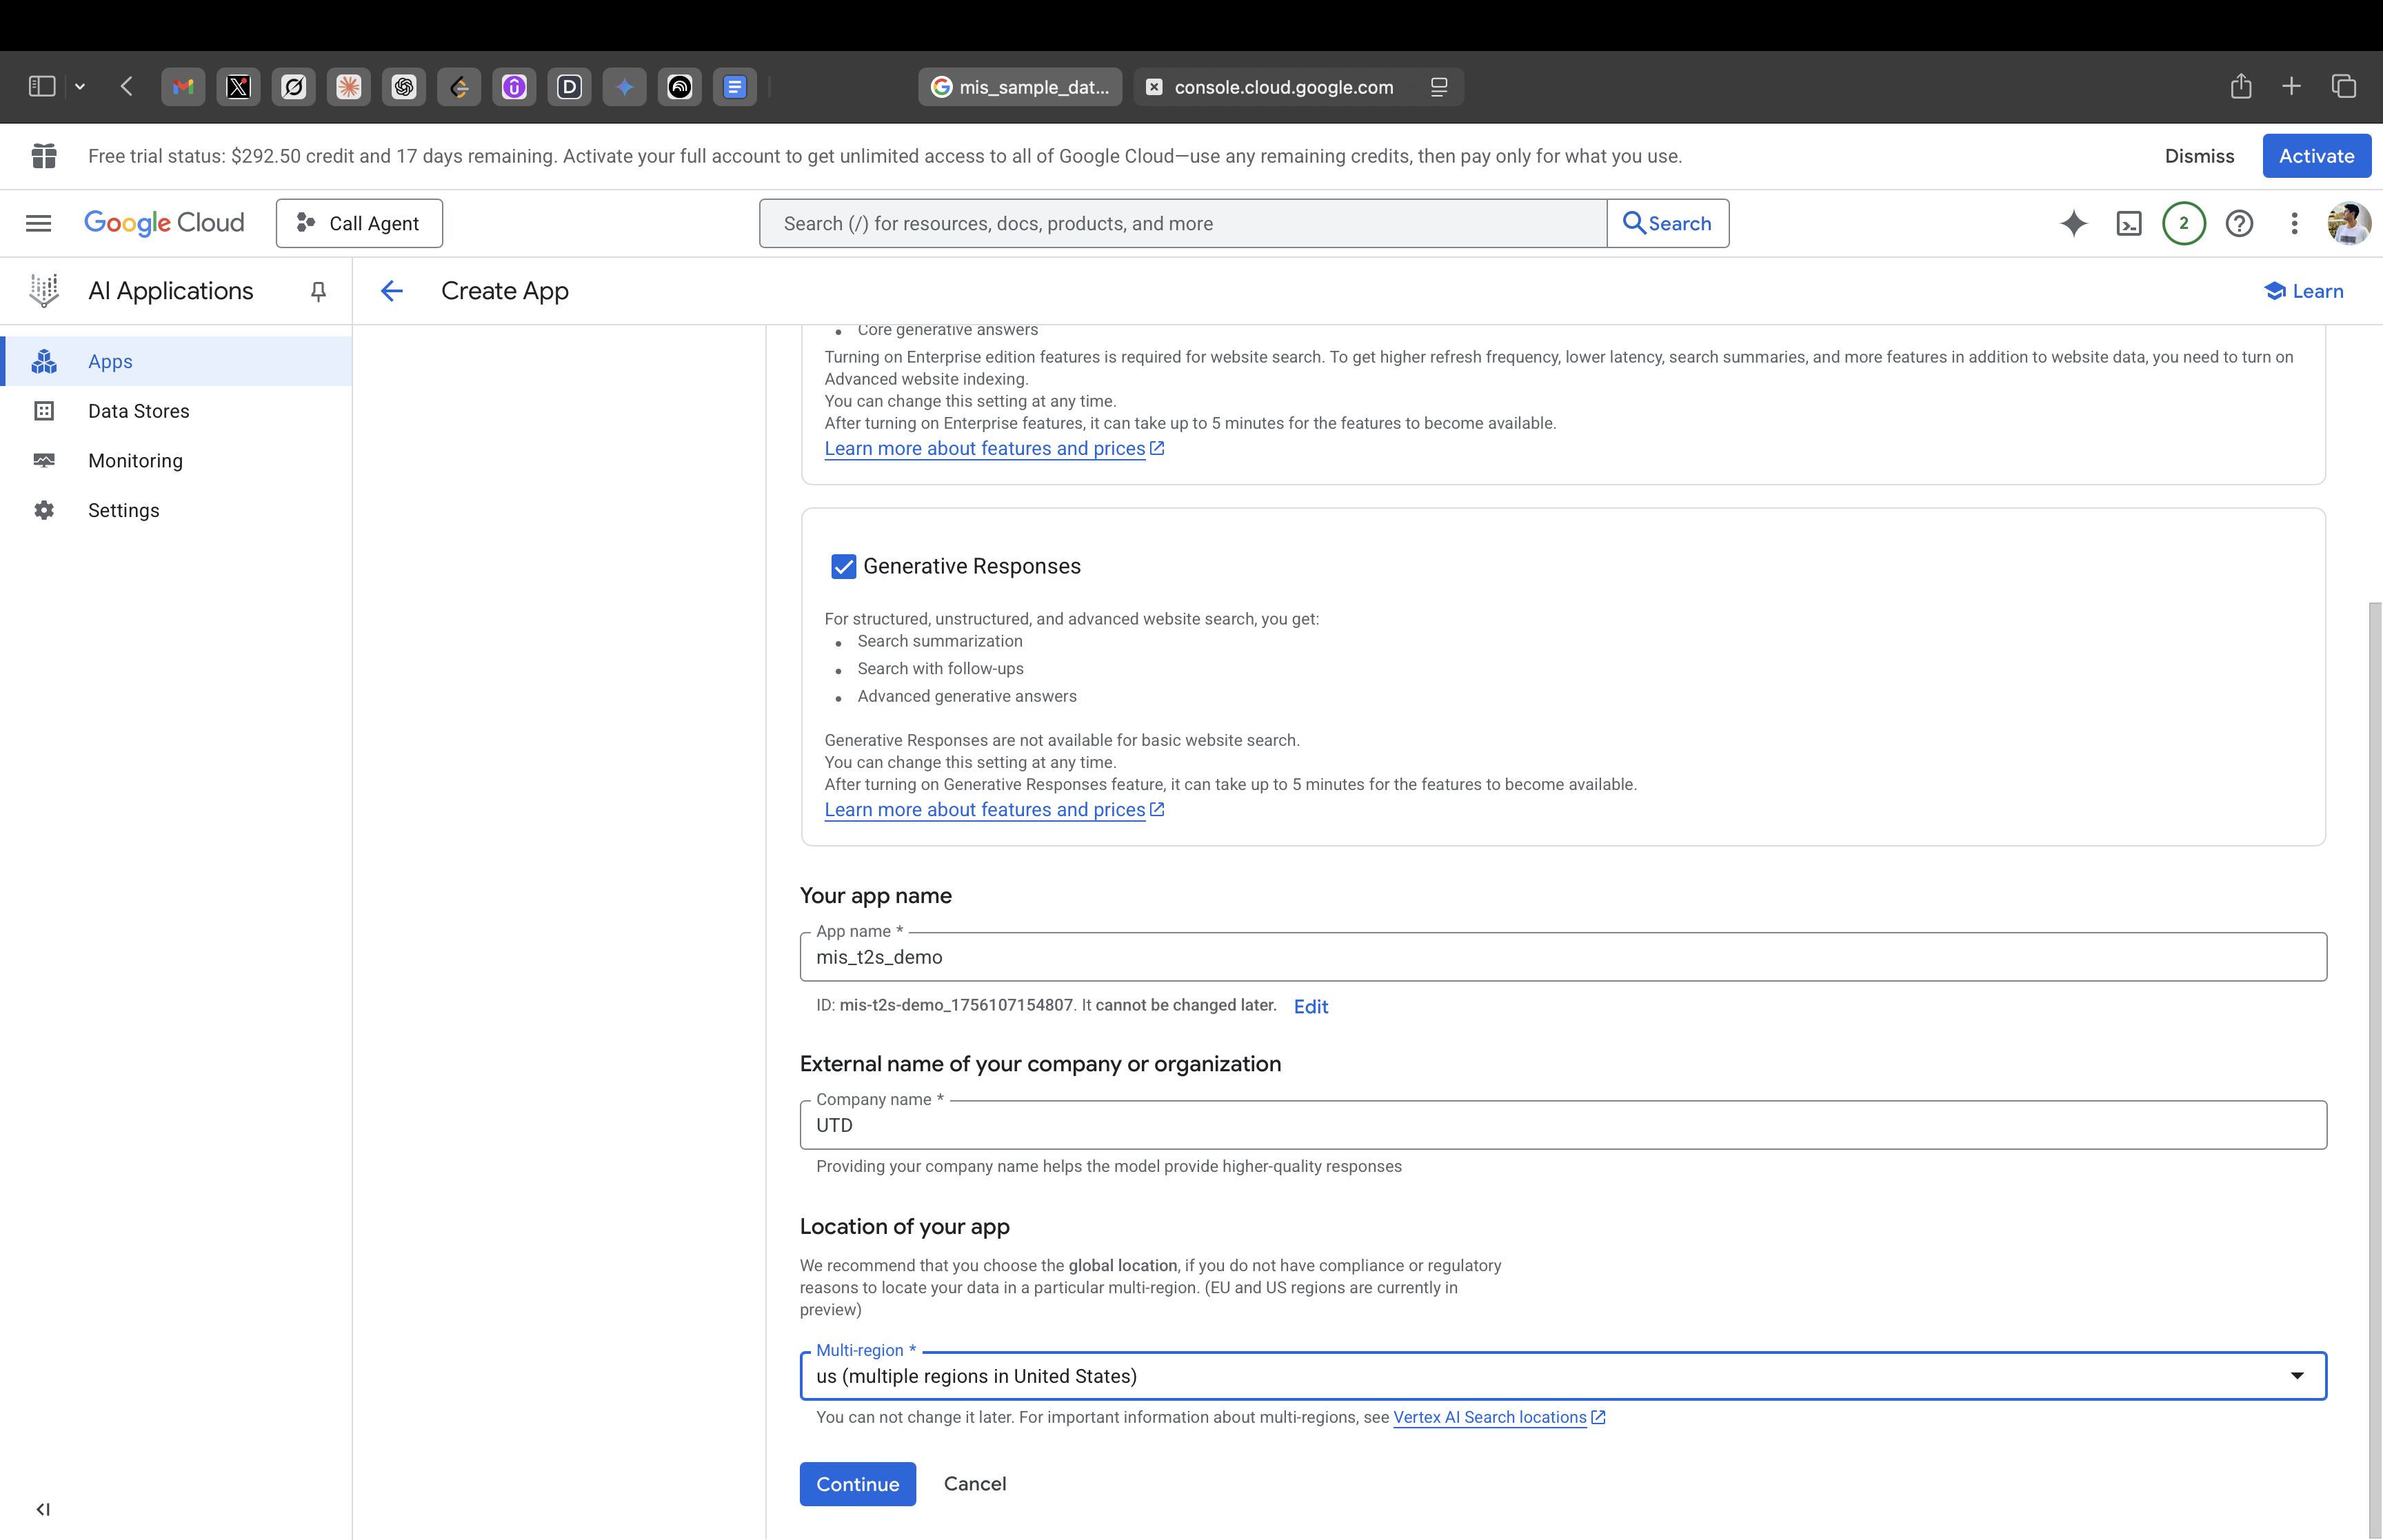 mis_sample_dat...
console.cloud.google.com
Free trial status: $292.50 credit and 17 days remaining. Activate your full account to get unlimited access to all of Google Cloud—use any remaining credits, then pay only for what you use.
Dismiss
Activate
Google Cloud
Call Agent
Search (/) for resources, docs, products, and more
Search
2
AI Applications
Create App
Learn
Apps
Data Stores
Monitoring
Settings
• Core generative answers
Turning on Enterprise edition features is required for website search. To get higher refresh frequency, lower latency, search summaries, and more features in addition to website data, you need to turn on
Advanced website indexing.
You can change this setting at any time.
After turning on Enterprise features, it can take up to 5 minutes for the features to become available.
Learn more about features and prices
Generative Responses
For structured, unstructured, and advanced website search, you get:
• Search summarization
• Search with follow-ups
• Advanced generative answers
Generative Responses are not available for basic website search.
You can change this setting at any time.
After turning on Generative Responses feature, it can take up to 5 minutes for the features to become available.
Learn more about features and prices
Your app name
App name *
mis_t2s_demo
ID: mis-t2s-demo_1756107154807. It cannot be changed later. Edit
External name of your company or organization
Company name *
UTD
Providing your company name helps the model provide higher-quality responses
Location of your app
We recommend that you choose the global location, if you do not have compliance or regulatory
reasons to locate your data in a particular multi-region. (EU and US regions are currently in
preview)
Multi-region *
us (multiple regions in United States)
You can not change it later. For important information about multi-regions, see Vertex AI Search locations
Continue
Cancel